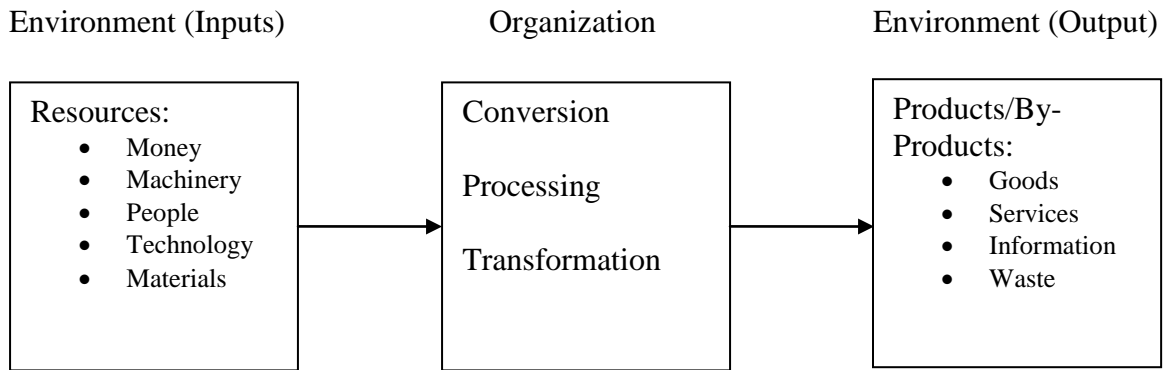 Environment (Inputs)
Organization
Environment (Output)
Resources:
• Money
• Machinery
• People
• Technology
• Materials
Conversion
Processing
Transformation
Products/By-
Products:
• Goods
• Services
• Information
• Waste